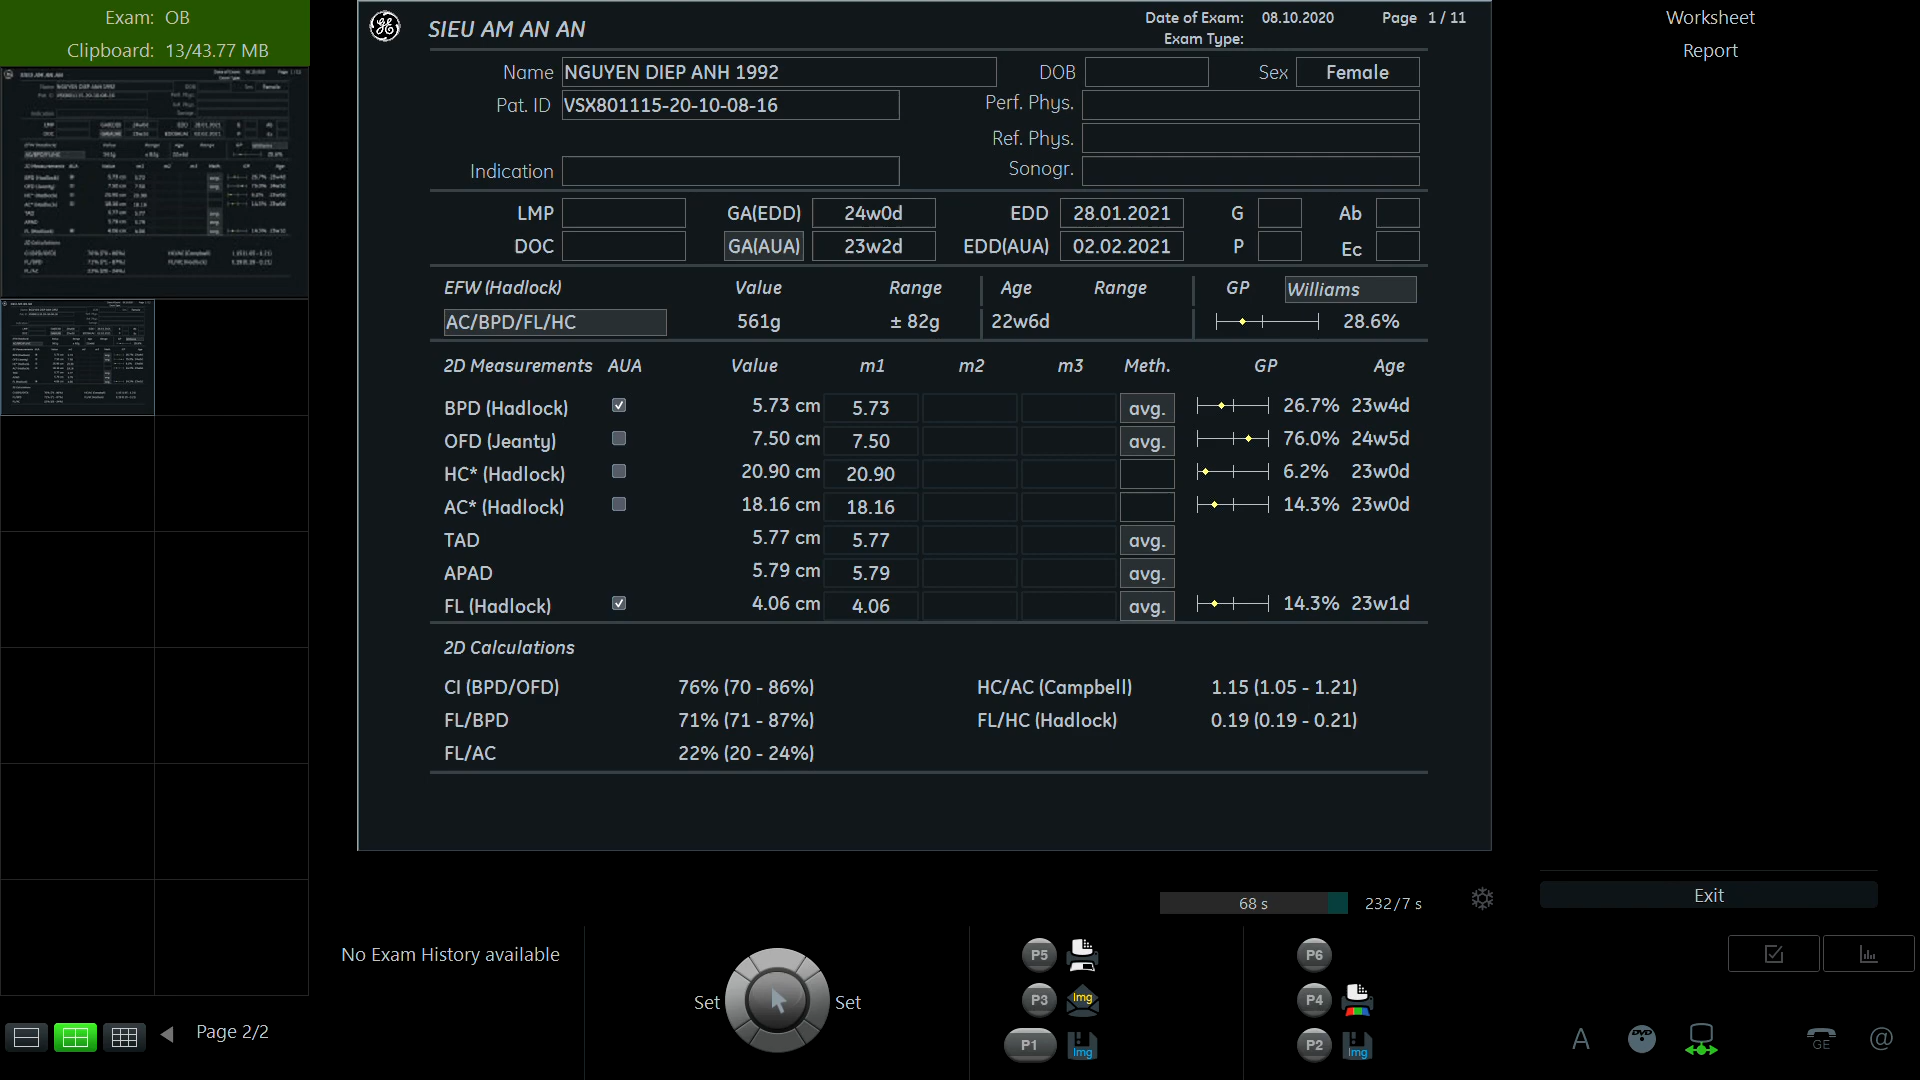 Exam: OB
Clipboard: 13/43.77 MB
SIEU AM AN AN
Date of Exam: 08.10.2020 Page 1 / 11
Exam Type:
Name NGUYEN DIEP ANH 1992 DOB Sex Female
Pat. ID VSX801115-20-10-08-16 Perf. Phys.
Ref. Phys.
Indication Sonogr.
LMP GA(EDD) 24w0d EDD 28.01.2021 G Ab
DOC GA(AUA) 23w2d EDD(AUA) 02.02.2021 P Ec
EFW (Hadlock) Value Range Age Range GP Williams
AC/BPD/FL/HC 561g ± 82g 22w6d 28.6%
2D Measurements AUA Value m1 m2 m3 Meth. GP Age
BPD (Hadlock) 5.73 cm 5.73 avg. 26.7% 23w4d
OFD (Jeanty) 7.50 cm 7.50 avg. 76.0% 24w5d
HC* (Hadlock) 20.90 cm 20.90 6.2% 23w0d
AC* (Hadlock) 18.16 cm 18.16 14.3% 23w0d
TAD 5.77 cm 5.77 avg.
APAD 5.79 cm 5.79 avg.
FL (Hadlock) 4.06 cm 4.06 avg. 14.3% 23w1d
2D Calculations
CI (BPD/OFD) 76% (70 - 86%) HC/AC (Campbell) 1.15 (1.05 - 1.21)
FL/BPD 71% (71 - 87%) FL/HC (Hadlock) 0.19 (0.19 - 0.21)
FL/AC 22% (20 - 24%)
Worksheet
Report
68 s 232/7 s
Exit
No Exam History available
Set Set
P5 P6
P3 Img P4
P1 Img P2 Img
Page 2/2
A DVD GE @